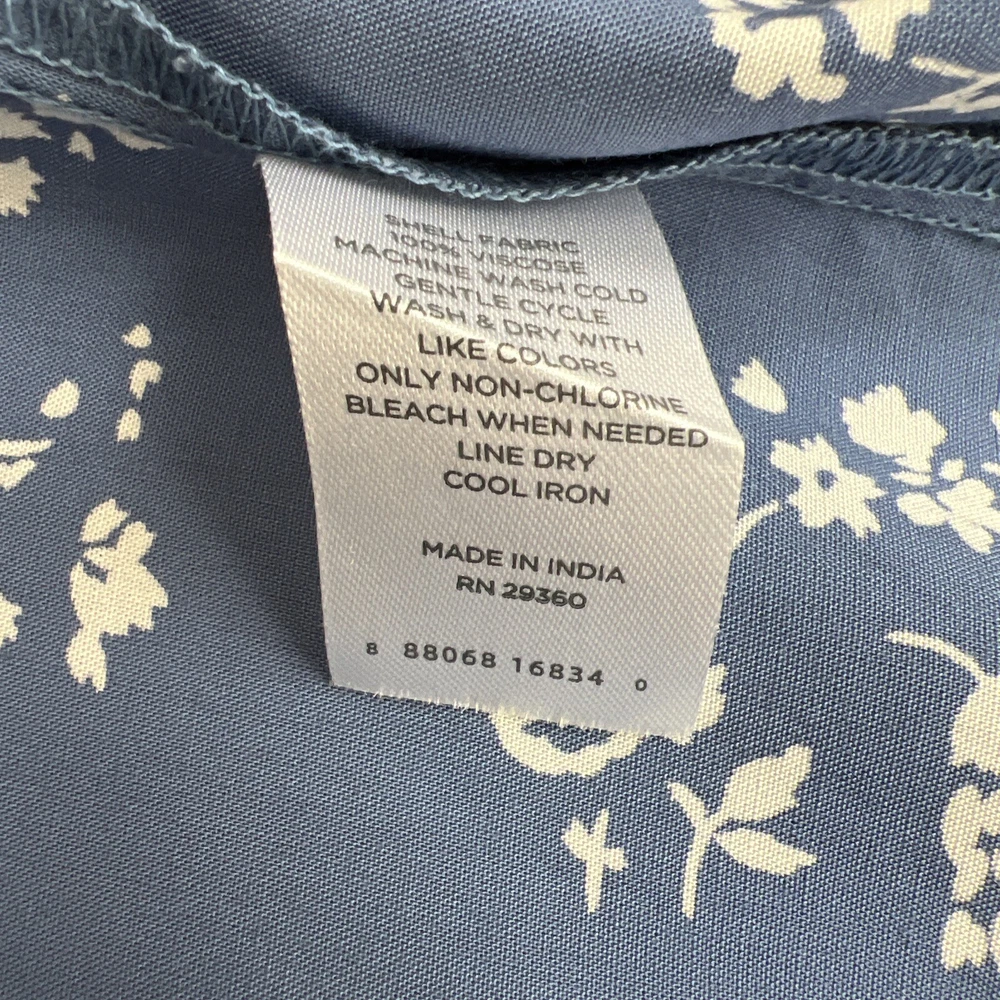 SHELL FABRIC
100% VISCOSE
MACHINE WASH COLD
GENTLE CYCLE
WASH & DRY WITH
LIKE COLORS
ONLY NON-CHLORINE
BLEACH WHEN NEEDED
LINE DRY
COOL IRON
MADE IN INDIA
RN 29360
8 88068 16834 0